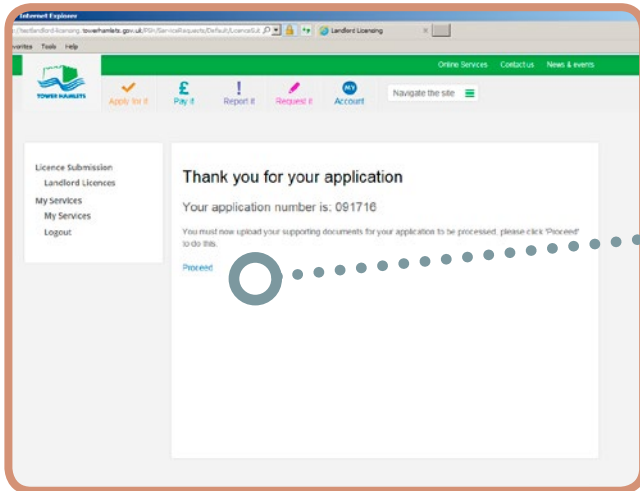 Internet Explorer
Landlord Licensing
Tools Help
Online Services Contact us News & events
TOWER HAMLETS
Apply for it
Pay it
Report it
Request it
MY
Account
Navigate the site
Licence Submission
Landlord Licences
My Services
My Services
Logout
Thank you for your application
Your application number is: 091716
You must now upload your supporting documents for your application to be processed, please click 'Proceed'
to do this.
Proceed